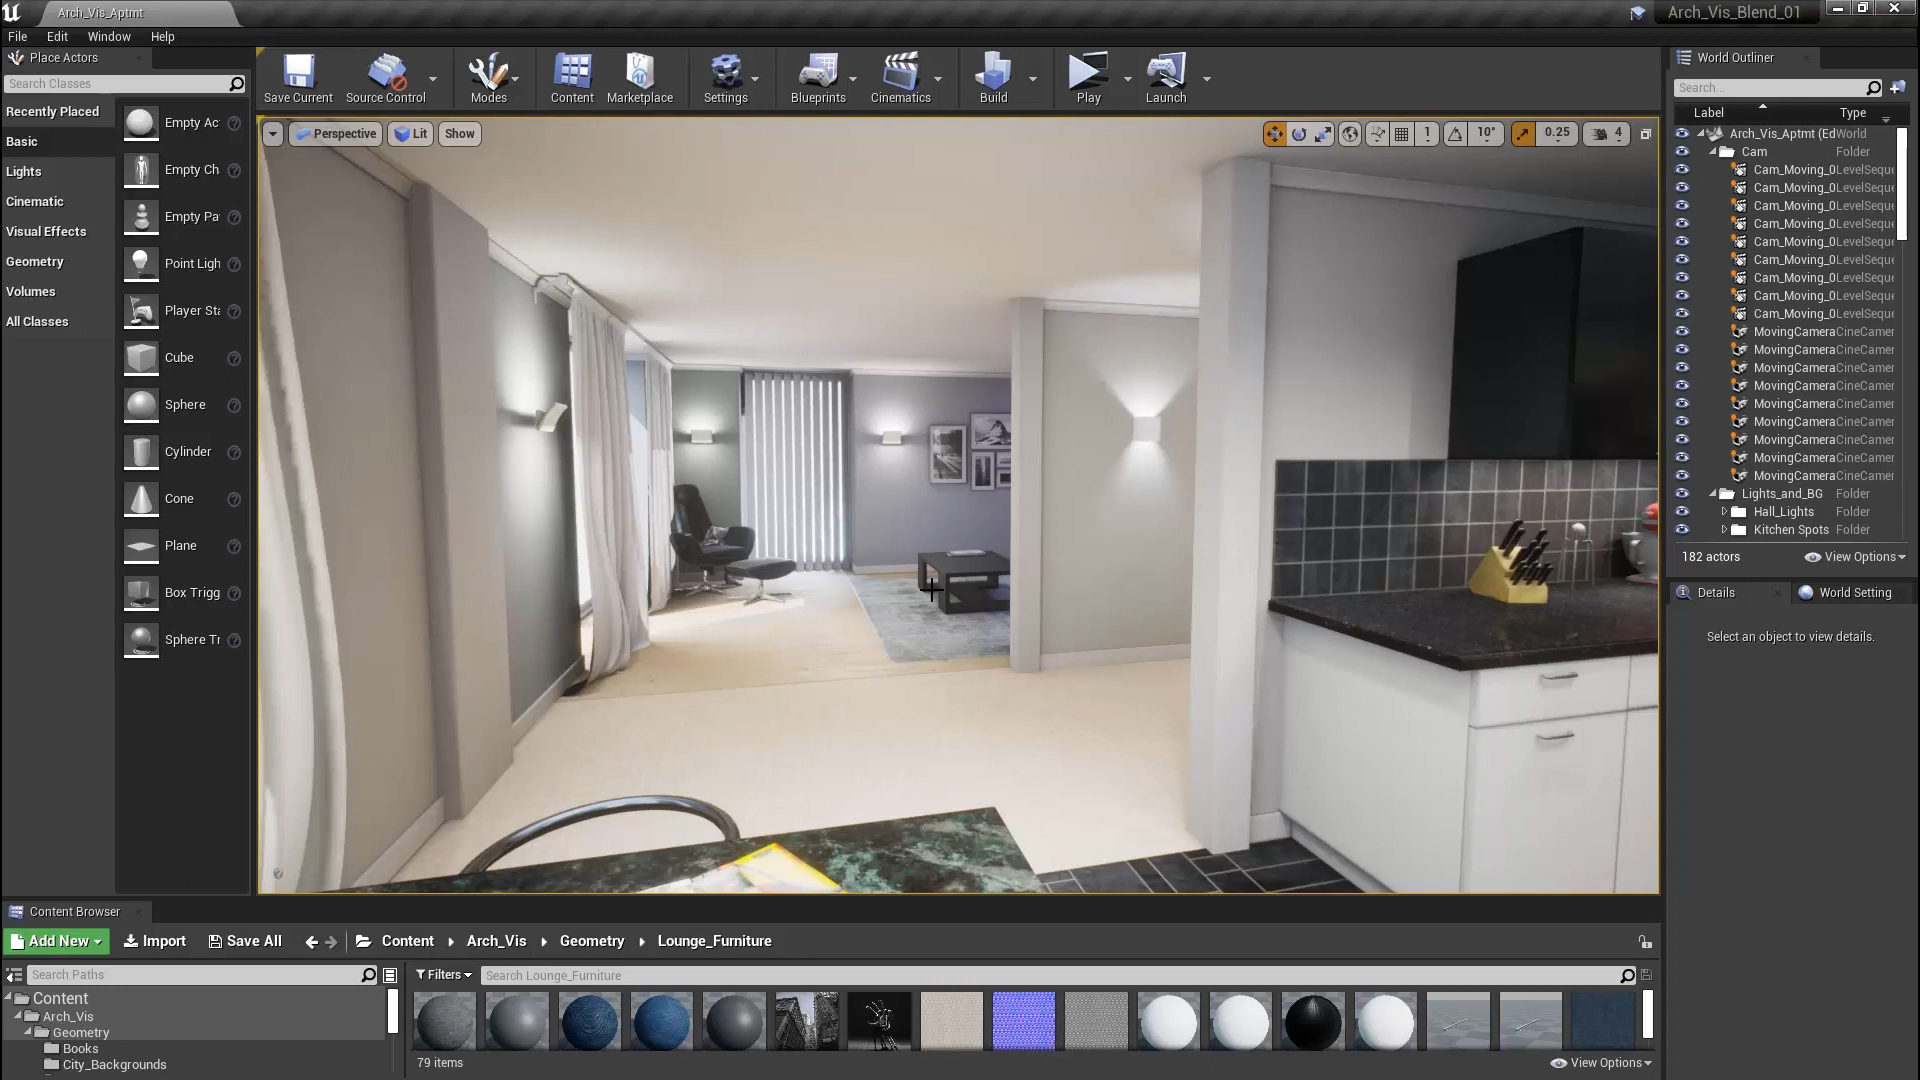 Arch_Vis_Aptmt
Arch_Vis_Blend_01
File Edit Window Help
Place Actors
Search Classes
Recently Placed
Basic
Lights
Cinematic
Visual Effects
Geometry
Volumes
All Classes
Empty Ac
Empty Ch
Empty Pa
Point Ligh
Player Sta
Cube
Sphere
Cylinder
Cone
Plane
Box Trigg
Sphere Tr
Save Current Source Control Modes Content Marketplace Settings Blueprints Cinematics Build Play Launch
Perspective Lit Show
1 10° 0.25 4
World Outliner
Search...
Label Type
Arch_Vis_Aptmt (Ed World
Cam Folder
Cam_Moving_0 LevelSeque
Cam_Moving_0 LevelSeque
Cam_Moving_0 LevelSeque
Cam_Moving_0 LevelSeque
Cam_Moving_0 LevelSeque
Cam_Moving_0 LevelSeque
Cam_Moving_0 LevelSeque
Cam_Moving_0 LevelSeque
Cam_Moving_0 LevelSeque
MovingCamera CineCamer
MovingCamera CineCamer
MovingCamera CineCamer
MovingCamera CineCamer
MovingCamera CineCamer
MovingCamera CineCamer
MovingCamera CineCamer
MovingCamera CineCamer
MovingCamera CineCamer
Lights_and_BG Folder
Hall_Lights Folder
Kitchen Spots Folder
182 actors View Options
Details World Setting
Select an object to view details.
Content Browser
Add New Import Save All Content Arch_Vis Geometry Lounge_Furniture
Search Paths
Content
Arch_Vis
Geometry
Books
City_Backgrounds
Filters Search Lounge_Furniture
79 items View Options